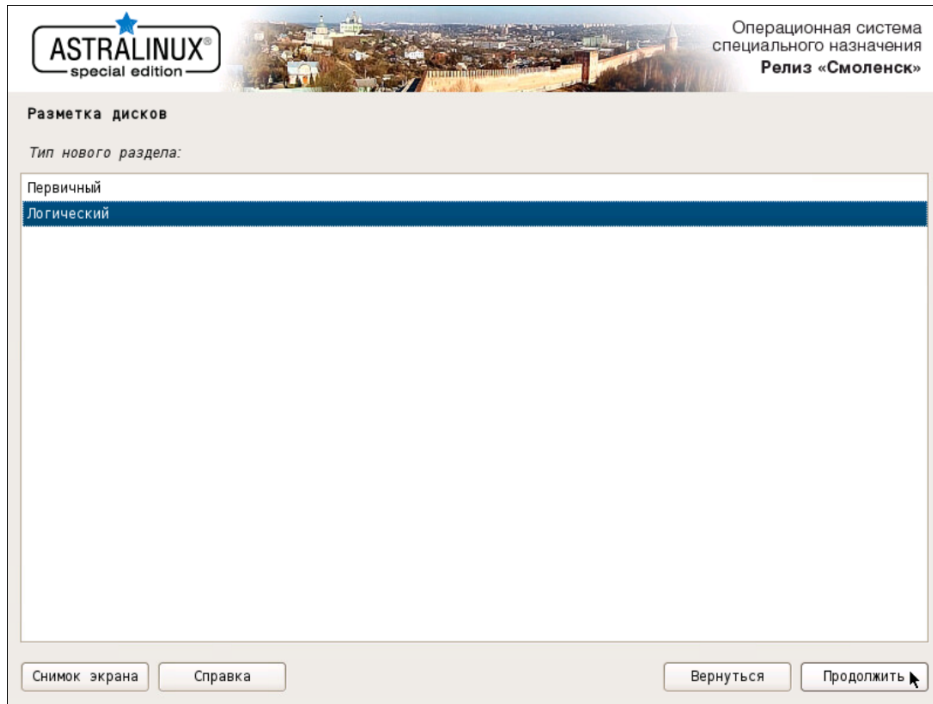 ASTRALINUX®
special edition
Операционная система
специального назначения
Релиз «Смоленск»
Разметка дисков
Тип нового раздела:
Первичный
Логический
Снимок экрана
Справка
Вернуться
Продолжить